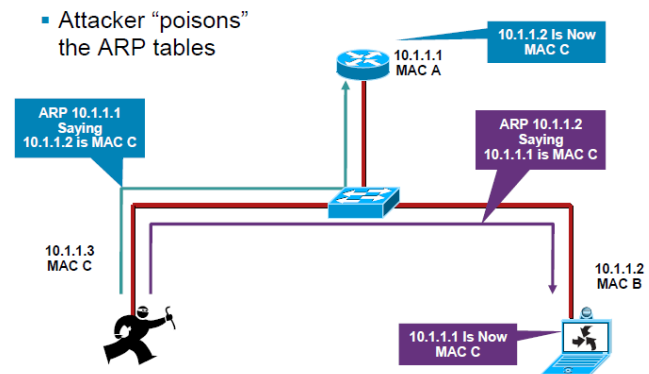 Attacker “poisons”
the ARP tables
10.1.1.2 Is Now
MAC C
10.1.1.1
MAC A
ARP 10.1.1.1
Saying
10.1.1.2 is MAC C
ARP 10.1.1.2
Saying
10.1.1.1 is MAC C
10.1.1.3
MAC C
10.1.1.2
MAC B
10.1.1.1 Is Now
MAC C